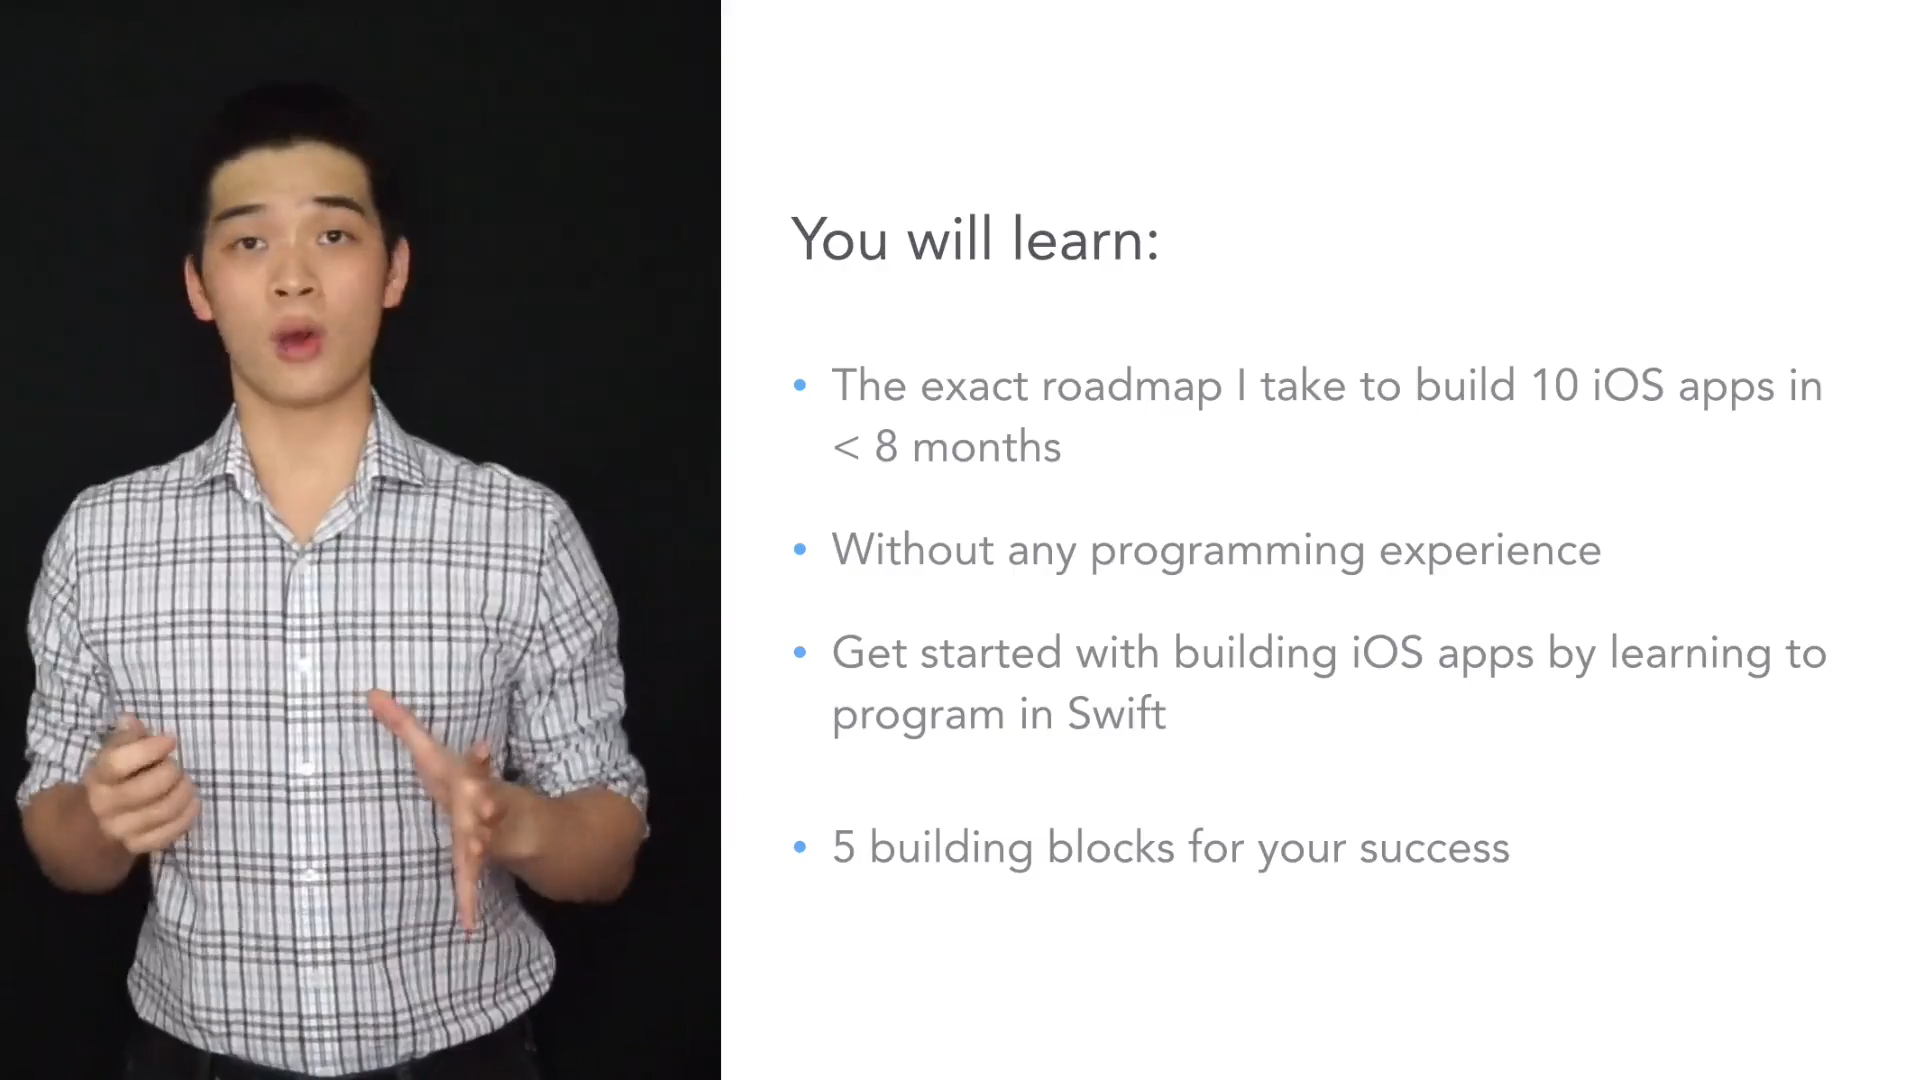 You will learn:
• The exact roadmap I take to build 10 iOS apps in
< 8 months
• Without any programming experience
• Get started with building iOS apps by learning to
program in Swift
• 5 building blocks for your success